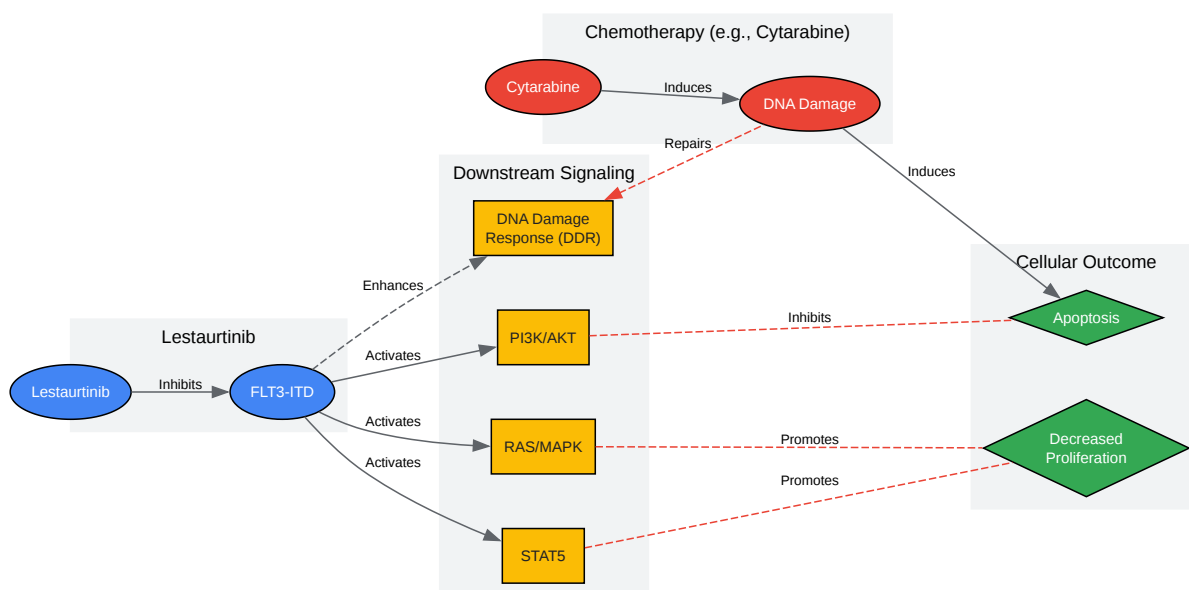 Chemotherapy (e.g., Cytarabine)
Cytarabine
Induces
DNA Damage
Repairs
Induces
Downstream Signaling
DNA Damage
Response (DDR)
Enhances
Cellular Outcome
Apoptosis
Inhibits
PI3K/AKT
Lestaurtinib
Activates
Lestaurtinib
Inhibits
FLT3-ITD
Activates
RAS/MAPK
Promotes
Decreased
Proliferation
Activates
Promotes
STAT5